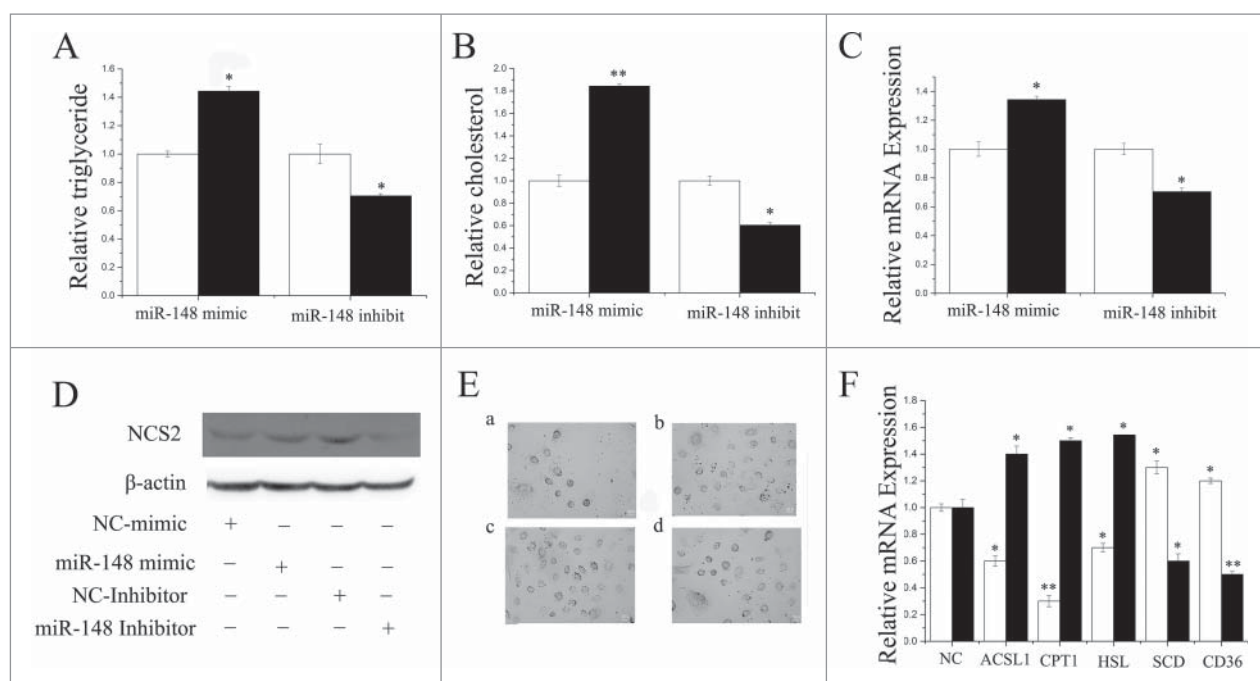 A
Relative triglyceride
1.6
1.4
1.2
1.0
0.8
0.6
0.4
0.2
0.0
*
*
miR-148 mimic
miR-148 inhibit
B
Relative cholesterol
2.0
1.8
1.6
1.4
1.2
1.0
0.8
0.6
0.4
0.2
0.0
**
*
miR-148 mimic
miR-148 inhibit
C
Relative mRNA Expression
1.4
1.2
1.0
0.8
0.6
0.4
0.2
0.0
*
*
miR-148 mimic
miR-148 inhibit
D
NCS2
β-actin
NC-mimic + − − −
miR-148 mimic − + − −
NC-Inhibitor − − + −
miR-148 Inhibitor − − − +
E
a
b
c
d
F
Relative mRNA Expression
1.8
1.6
1.4
1.2
1.0
0.8
0.6
0.4
0.2
0.0
* * ** * * * * * * **
NC ACSL1 CPT1 HSL SCD CD36